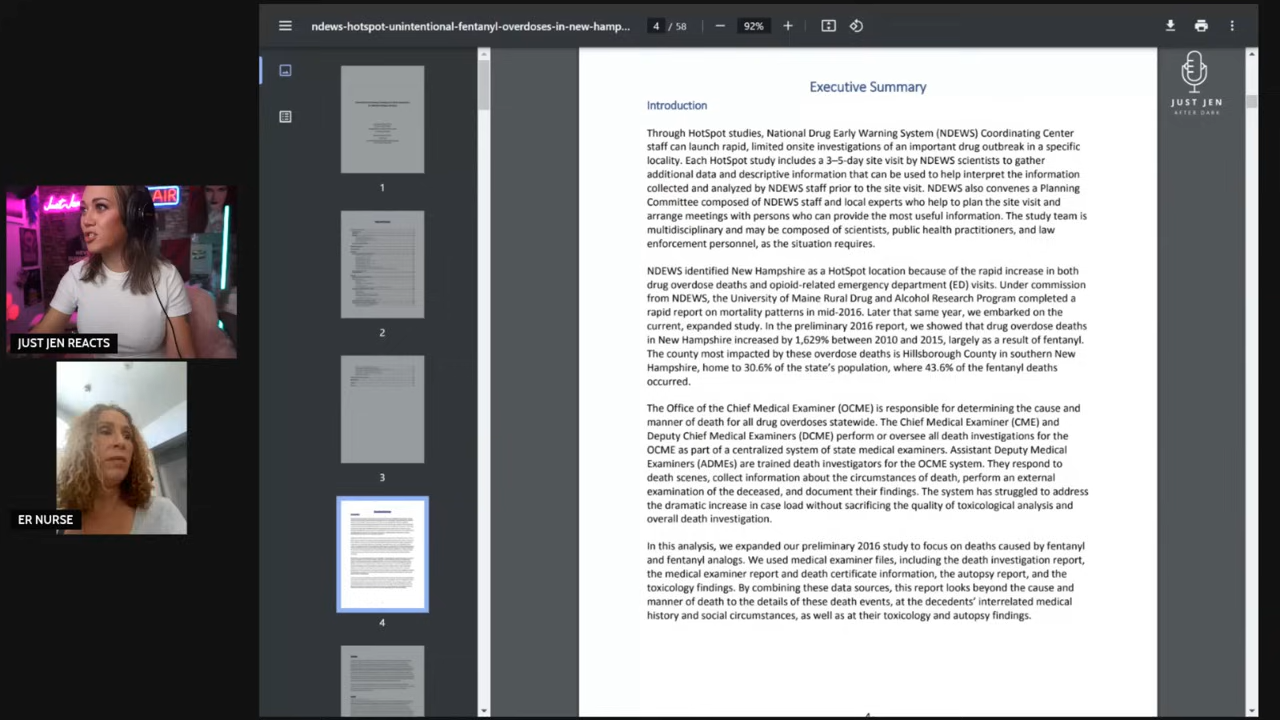 ndews-hotspot-unintentional-fentanyl-overdoses-in-new-hamp...
4 / 58
92%
JUST JEN
AFTER DARK
AIR
JUST JEN REACTS
ER NURSE
1
2
3
4
Executive Summary
Introduction
Through HotSpot studies, National Drug Early Warning System (NDEWS) Coordinating Center
staff can launch rapid, limited onsite investigations of an important drug outbreak in a specific
locality. Each HotSpot study includes a 3–5-day site visit by NDEWS scientists to gather
additional data and descriptive information that can be used to help interpret the information
collected and analyzed by NDEWS staff prior to the site visit. NDEWS also convenes a Planning
Committee composed of NDEWS staff and local experts who help to plan the site visit and
arrange meetings with persons who can provide the most useful information. The study team is
multidisciplinary and may be composed of scientists, public health practitioners, and law
enforcement personnel, as the situation requires.
NDEWS identified New Hampshire as a HotSpot location because of the rapid increase in both
drug overdose deaths and opioid-related emergency department (ED) visits. Under commission
from NDEWS, the University of Maine Rural Drug and Alcohol Research Program completed a
rapid report on mortality patterns in mid-2016. Later that same year, we embarked on the
current, expanded study. In the preliminary 2016 report, we showed that drug overdose deaths
in New Hampshire increased by 1,629% between 2010 and 2015, largely as a result of fentanyl.
The county most impacted by these overdose deaths is Hillsborough County in southern New
Hampshire, home to 30.6% of the state's population, where 43.6% of the fentanyl deaths
occurred.
The Office of the Chief Medical Examiner (OCME) is responsible for determining the cause and
manner of death for all drug overdoses statewide. The Chief Medical Examiner (CME) and
Deputy Chief Medical Examiners (DCME) perform or oversee all death investigations for the
OCME as part of a centralized system of state medical examiners. Assistant Deputy Medical
Examiners (ADMEs) are trained death investigators for the OCME system. They respond to
death scenes, collect information about the circumstances of death, perform an external
examination of the deceased, and document their findings. The system has struggled to address
the dramatic increase in case load without sacrificing the quality of toxicological analysis and
overall death investigation.
In this analysis, we expanded our preliminary 2016 study to focus on deaths caused by fentanyl
and fentanyl analogs. We used medical examiner files, including the death investigation report,
the medical examiner report and death certificate information, the autopsy report, and the
toxicology findings. By combining these data sources, this report looks beyond the cause and
manner of death to the details of these death events, at the decedents' interrelated medical
history and social circumstances, as well as at their toxicology and autopsy findings.